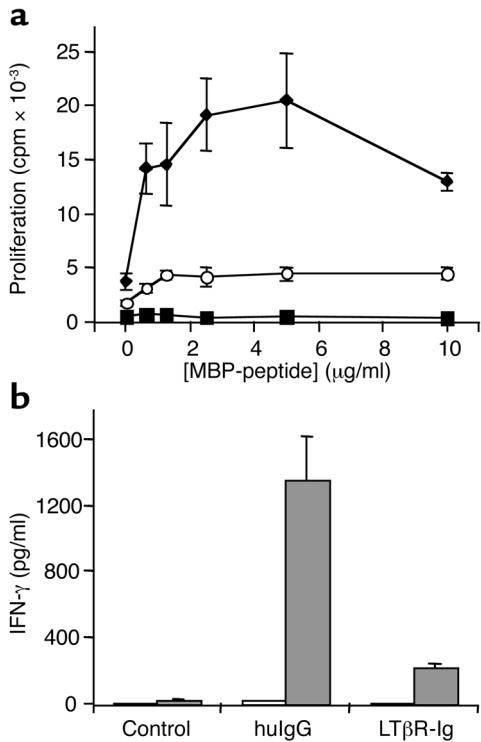 a
Proliferation (cpm × 10⁻³)
25
20
15
10
5
0
0 2 4 6 8 10
[MBP-peptide] (μg/ml)
b
IFN-γ (pg/ml)
1600
1200
800
400
0
Control huIgG LTβR-Ig